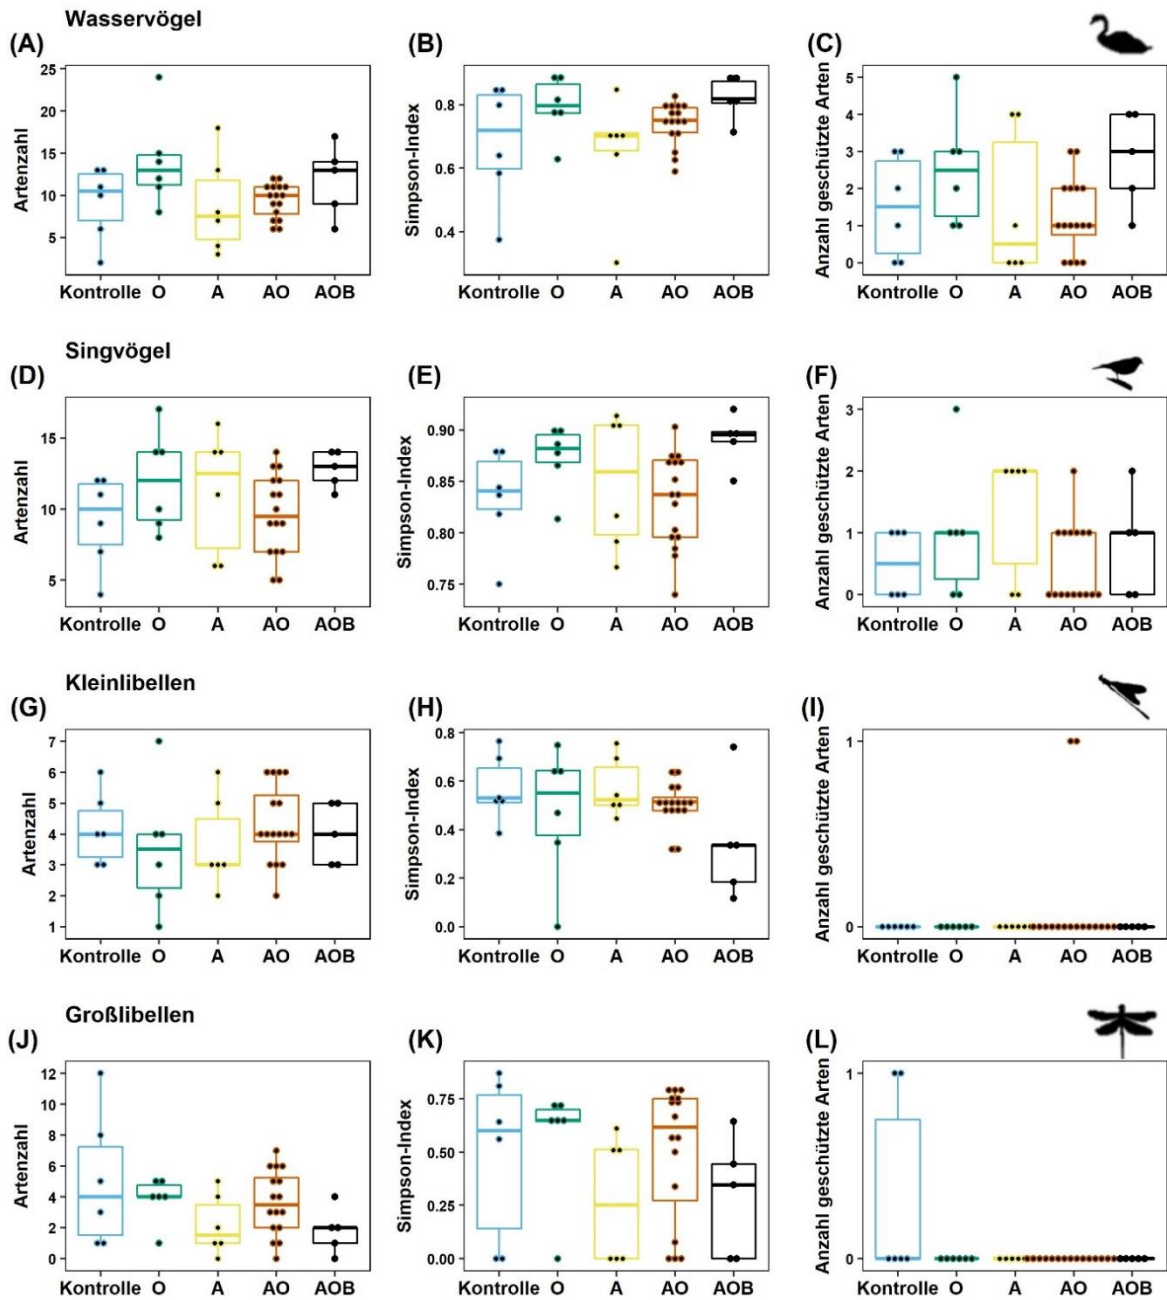 Wasservögel
(A)
(B)
(C)
Artenzahl
25
20
15
10
5
Kontrolle O A AO AOB
Simpson-Index
0.8
0.6
0.4
Kontrolle O A AO AOB
Anzahl geschützte Arten
5
4
3
2
1
0
Kontrolle O A AO AOB
Singvögel
(D)
(E)
(F)
Artenzahl
15
10
5
Kontrolle O A AO AOB
Simpson-Index
0.90
0.85
0.80
0.75
Kontrolle O A AO AOB
Anzahl geschützte Arten
3
2
1
0
Kontrolle O A AO AOB
Kleinlibellen
(G)
(H)
(I)
Artenzahl
7
6
5
4
3
2
1
Kontrolle O A AO AOB
Simpson-Index
0.8
0.6
0.4
0.2
0.0
Kontrolle O A AO AOB
Anzahl geschützte Arten
1
0
Kontrolle O A AO AOB
Großlibellen
(J)
(K)
(L)
Artenzahl
12
10
8
6
4
2
0
Kontrolle O A AO AOB
Simpson-Index
0.75
0.50
0.25
0.00
Kontrolle O A AO AOB
Anzahl geschützte Arten
1
0
Kontrolle O A AO AOB